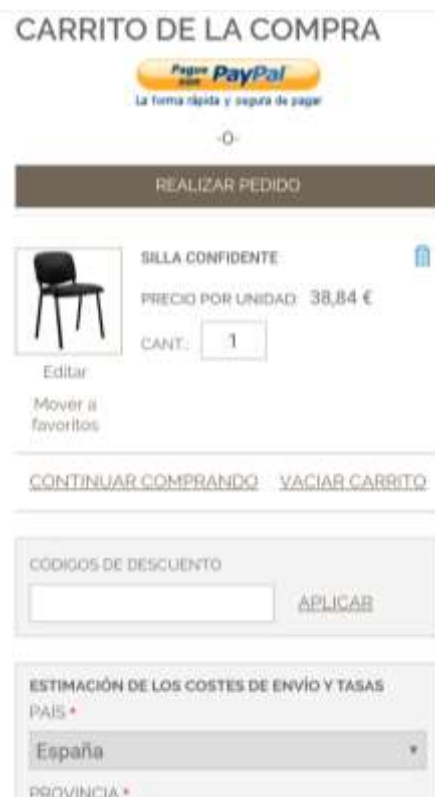 CARRITO DE LA COMPRA
Pague con PayPal
La forma rápida y segura de pagar
-O-
REALIZAR PEDIDO
SILLA CONFIDENTE
PRECIO POR UNIDAD: 38,84 €
CANT.: 1
Editar
Mover a
favoritos
CONTINUAR COMPRANDO VACIAR CARRITO
CÓDIGOS DE DESCUENTO
APLICAR
ESTIMACIÓN DE LOS COSTES DE ENVÍO Y TASAS
PAÍS *
España
PROVINCIA *